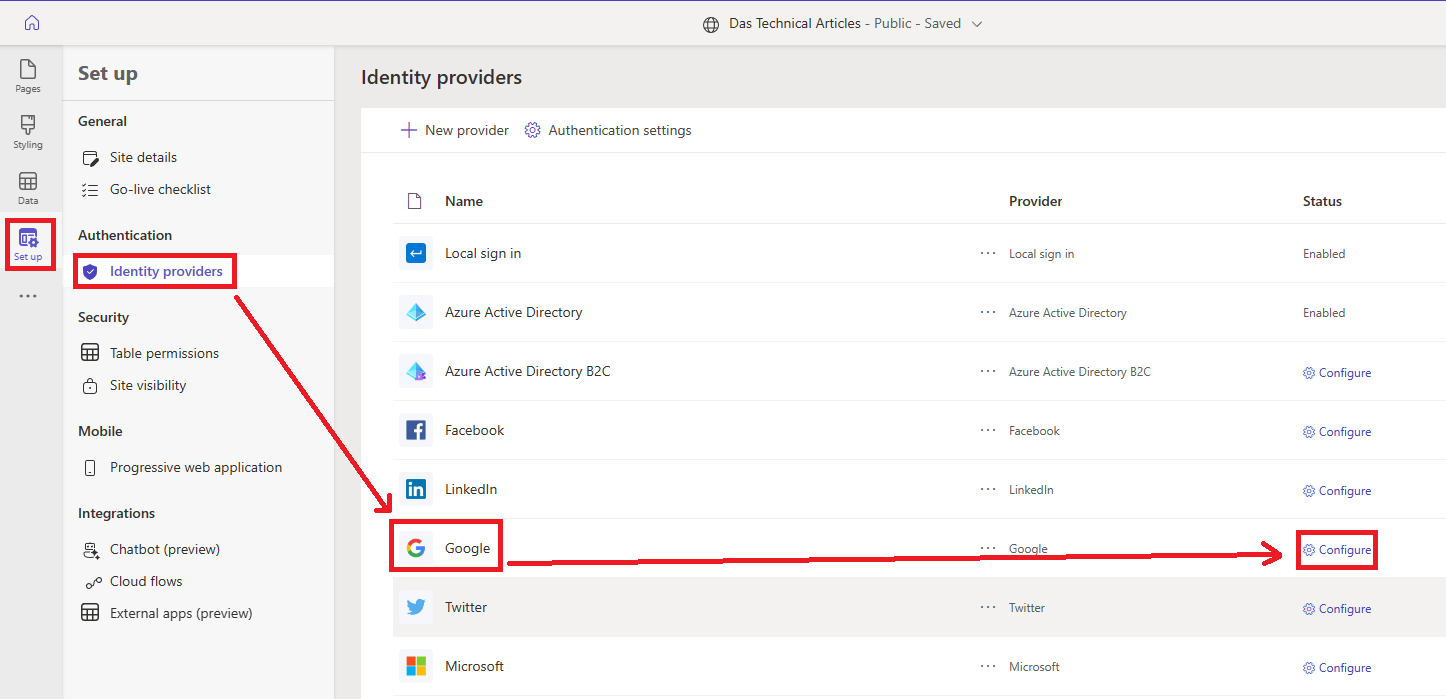 Das Technical Articles - Public - Saved
Pages
Styling
Data
Set up
Set up
General
Site details
Go-live checklist
Authentication
Identity providers
Security
Table permissions
Site visibility
Mobile
Progressive web application
Integrations
Chatbot (preview)
Cloud flows
External apps (preview)
Identity providers
New provider Authentication settings
Name Provider Status
Local sign in Local sign in Enabled
Azure Active Directory Azure Active Directory Enabled
Azure Active Directory B2C Azure Active Directory B2C Configure
Facebook Facebook Configure
LinkedIn LinkedIn Configure
Google Google Configure
Twitter Twitter Configure
Microsoft Microsoft Configure